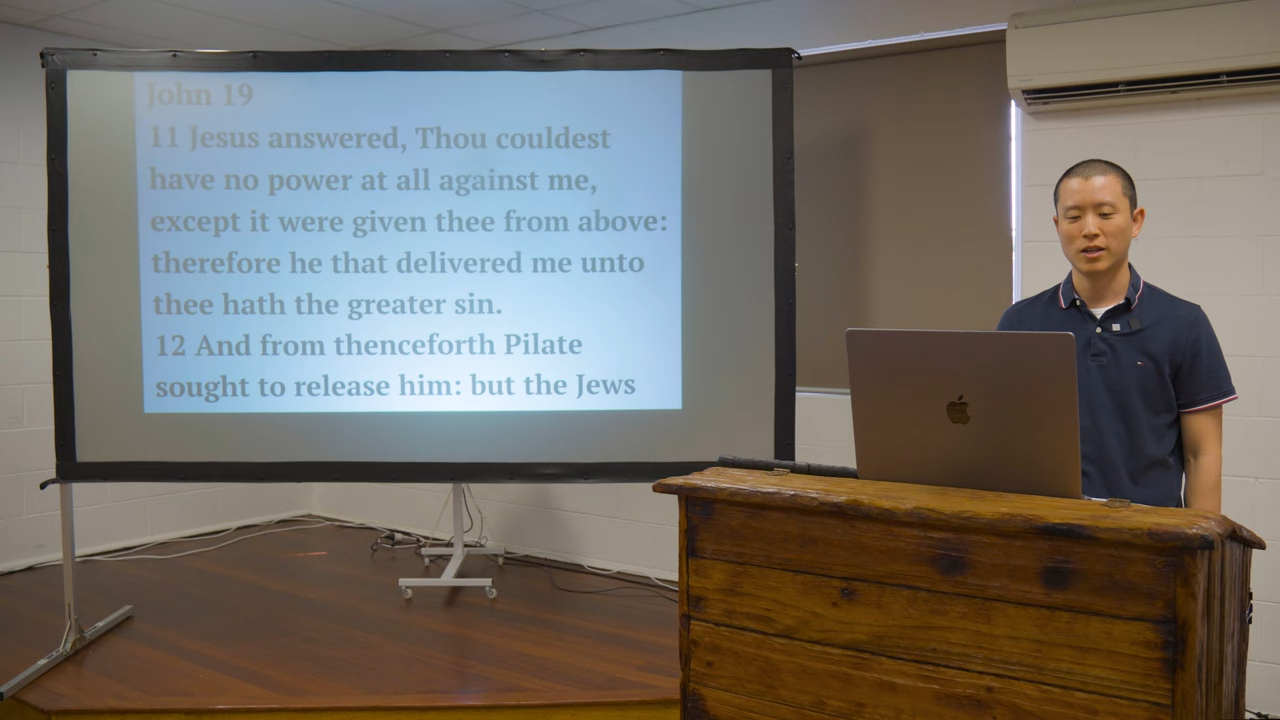 John 19
11 Jesus answered, Thou couldest
have no power at all against me,
except it were given thee from above:
therefore he that delivered me unto
thee hath the greater sin.
12 And from thenceforth Pilate
sought to release him: but the Jews